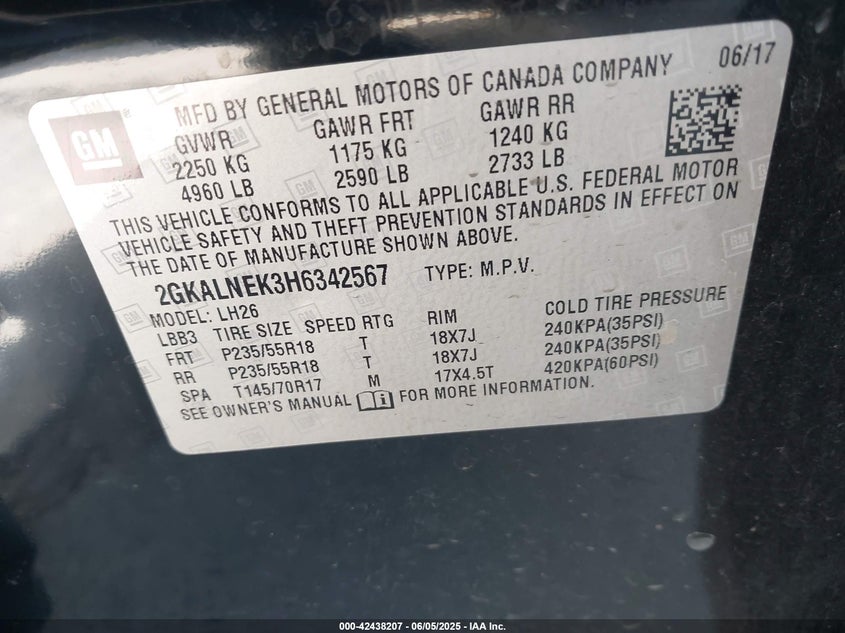 06/17
MFD BY GENERAL MOTORS OF CANADA COMPANY
GM ®
GVWR GAWR FRT GAWR RR
2250 KG 1175 KG 1240 KG
4960 LB 2590 LB 2733 LB
THIS VEHICLE CONFORMS TO ALL APPLICABLE U.S. FEDERAL MOTOR
VEHICLE SAFETY AND THEFT PREVENTION STANDARDS IN EFFECT ON
THE DATE OF MANUFACTURE SHOWN ABOVE.
2GKALNEK3H6342567 TYPE: M.P.V.
MODEL: LH26
LBB3 TIRE SIZE SPEED RTG RIM COLD TIRE PRESSURE
FRT P235/55R18 T 18X7J 240KPA(35PSI)
RR P235/55R18 T 18X7J 240KPA(35PSI)
SPA T145/70R17 M 17X4.5T 420KPA(60PSI)
SEE OWNER'S MANUAL FOR MORE INFORMATION.
000-42438207 - 06/05/2025 - IAA Inc.